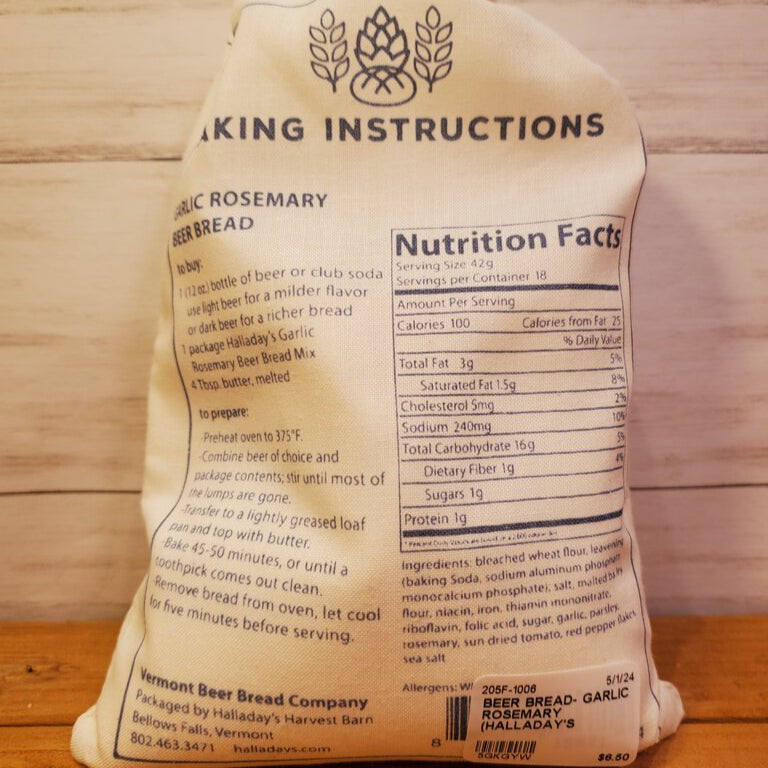 AKING INSTRUCTIONS
GARLIC ROSEMARY
BEER BREAD
to buy:
1 (12 oz) bottle of beer or club soda
use light beer for a milder flavor
or dark beer for a richer bread
1 package Halladay's Garlic
Rosemary Beer Bread Mix
4 Tbsp. butter, melted
to prepare:
-Preheat oven to 375°F.
-Combine beer of choice and
package contents; stir until most of
the lumps are gone.
-Transfer to a lightly greased loaf
pan and top with butter.
-Bake 45-50 minutes, or until a
toothpick comes out clean.
-Remove bread from oven, let cool
for five minutes before serving.
Vermont Beer Bread Company
Packaged by Halladay's Harvest Barn
Bellows Falls, Vermont
802.463.3471 halladays.com
Nutrition Facts
Serving Size 42g
Servings per Container 18
Amount Per Serving
Calories 100 Calories from Fat 25
% Daily Value
Total Fat 3g 5%
Saturated Fat 1.5g 8%
Cholesterol 5mg 2%
Sodium 240mg 10%
Total Carbohydrate 16g 5%
Dietary Fiber 1g 4%
Sugars 1g
Protein 1g
Ingredients: bleached wheat flour, leavening
(baking Soda, sodium aluminum phosphate,
monocalcium phosphate), salt, malted barley
flour, niacin, iron, thiamin mononitrate,
riboflavin, folic acid, sugar, garlic, parsley,
rosemary, sun dried tomato, red pepper flakes,
sea salt
Allergens:
8
5/1/24
205F-1006
BEER BREAD- GARLIC
ROSEMARY
(HALLADAY'S
5GKGYW
$6.50